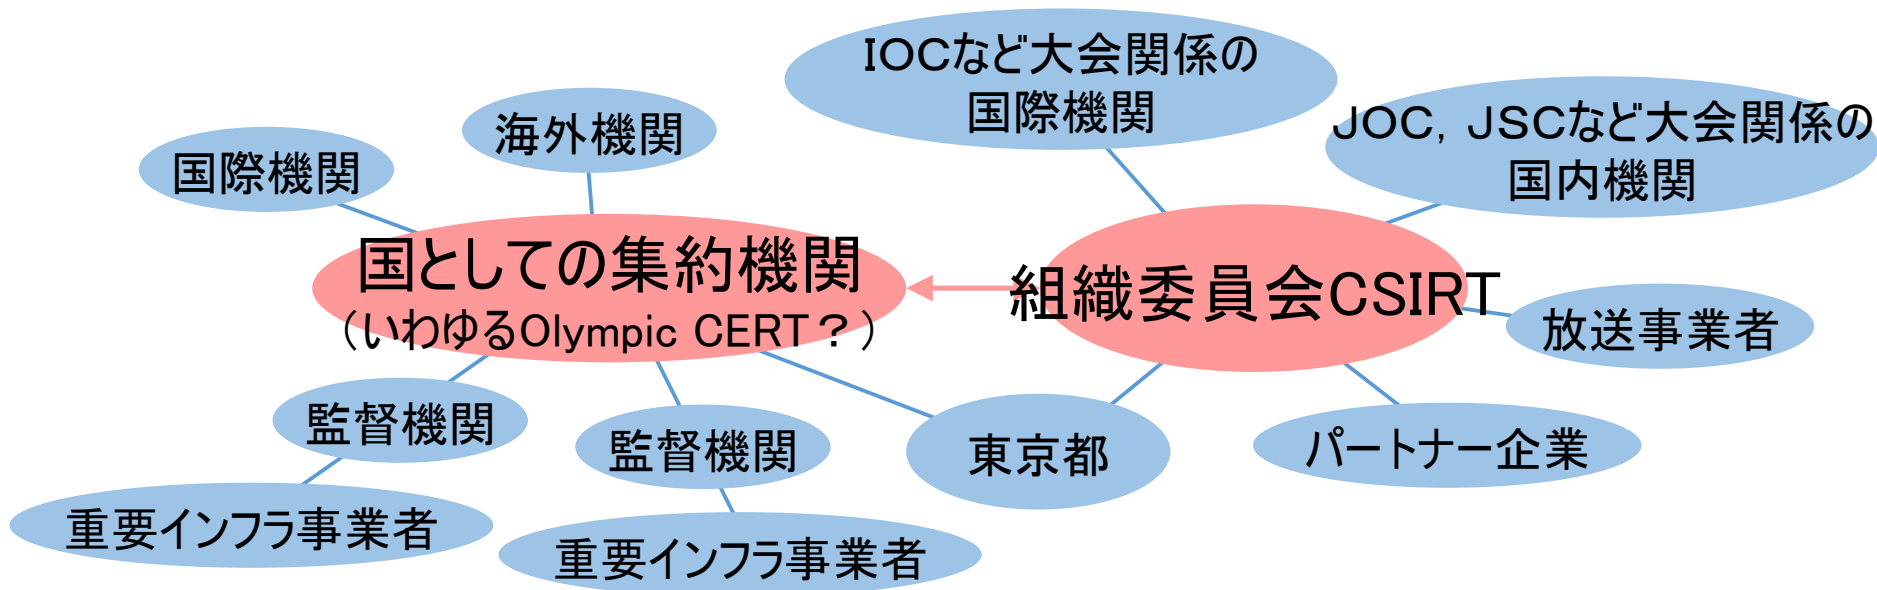 IOCなど大会関係の
国際機関
JOC, JSCなど大会関係の
国内機関
海外機関
国際機関
国としての集約機関
（いわゆるOlympic CERT？）
組織委員会CSIRT
放送事業者
監督機関
監督機関
東京都
パートナー企業
重要インフラ事業者
重要インフラ事業者